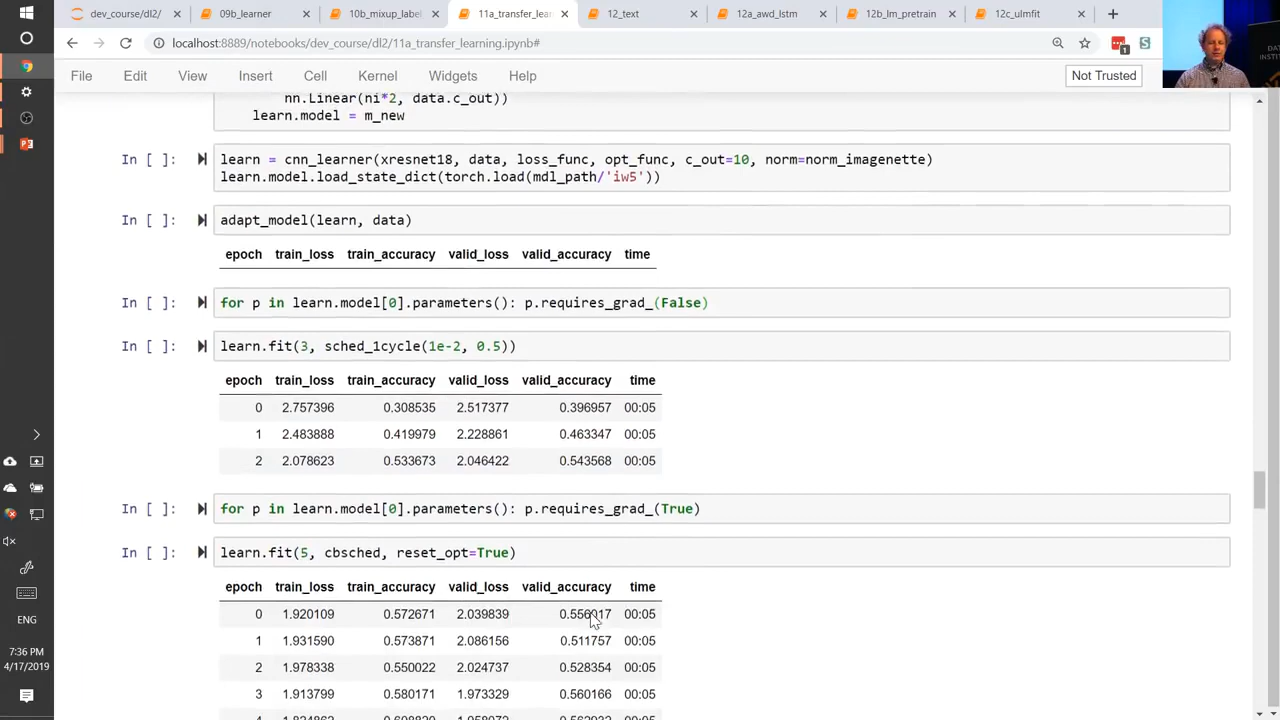 dev_course/dl2/
09b_learner
10b_mixup_label
11a_transfer_lea
12_text
12a_awd_lstm
12b_lm_pretrain
12c_ulmfit
localhost:8889/notebooks/dev_course/dl2/11a_transfer_learning.ipynb#
1
File Edit View Insert Cell Kernel Widgets Help
Not Trusted
nn.Linear(ni*2, data.c_out))
learn.model = m_new
In [ ]: learn = cnn_learner(xresnet18, data, loss_func, opt_func, c_out=10, norm=norm_imagenette)
learn.model.load_state_dict(torch.load(mdl_path/'iw5'))
In [ ]: adapt_model(learn, data)
epoch train_loss train_accuracy valid_loss valid_accuracy time
In [ ]: for p in learn.model[0].parameters(): p.requires_grad_(False)
In [ ]: learn.fit(3, sched_1cycle(1e-2, 0.5))
epoch train_loss train_accuracy valid_loss valid_accuracy time
0 2.757396 0.308535 2.517377 0.396957 00:05
1 2.483888 0.419979 2.228861 0.463347 00:05
2 2.078623 0.533673 2.046422 0.543568 00:05
In [ ]: for p in learn.model[0].parameters(): p.requires_grad_(True)
In [ ]: learn.fit(5, cbsched, reset_opt=True)
epoch train_loss train_accuracy valid_loss valid_accuracy time
0 1.920109 0.572671 2.039839 0.556017 00:05
1 1.931590 0.573871 2.086156 0.511757 00:05
2 1.978338 0.550022 2.024737 0.528354 00:05
3 1.913799 0.580171 1.973329 0.560166 00:05
ENG
7:36 PM
4/17/2019